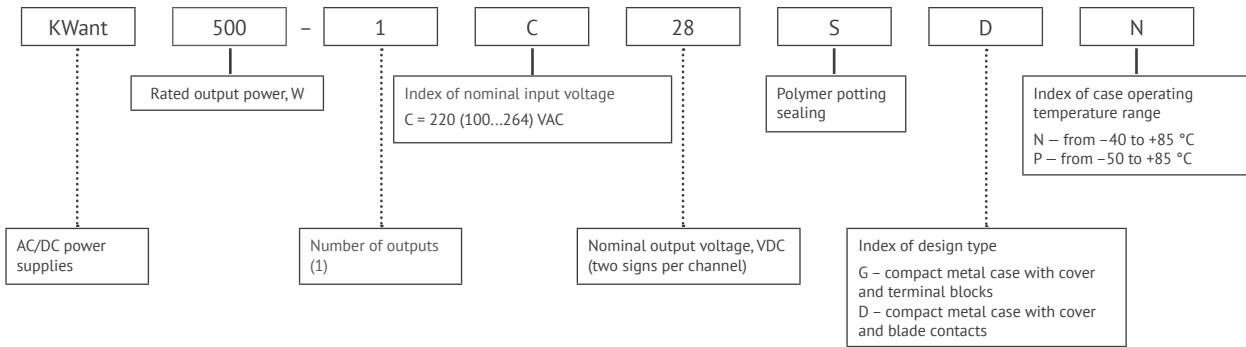 KWant 500 – 1 C 28 S D N
Rated output power, W
Index of nominal input voltage
C = 220 (100...264) VAC
Polymer potting
sealing
Index of case operating
temperature range
N — from –40 to +85 °C
P — from –50 to +85 °C
AC/DC power
supplies
Number of outputs
(1)
Nominal output voltage, VDC
(two signs per channel)
Index of design type
G – compact metal case with cover
and terminal blocks
D – compact metal case with cover
and blade contacts